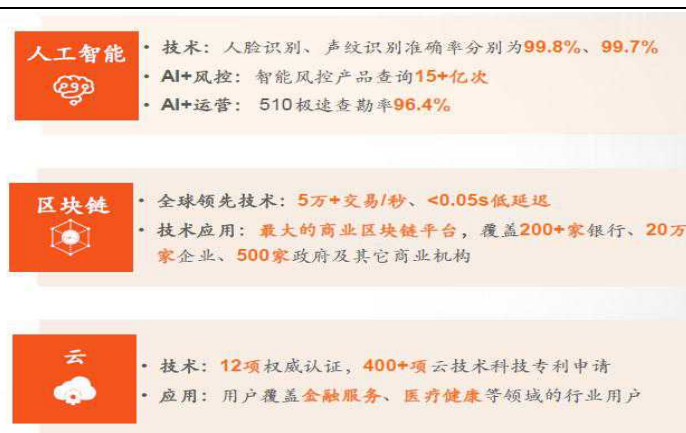 人工智能
• 技术：人脸识别、声纹识别准确率分别为99.8%、99.7%
• AI+风控：智能风控产品查询15+亿次
• AI+运营： 510极速查勘率96.4%
区块链
• 全球领先技术：5万+交易/秒、<0.05s低延迟
• 技术应用：最大的商业区块链平台，覆盖200+家银行、20万
家企业、500家政府及其它商业机构
云
• 技术：12项权威认证，400+项云技术科技专利申请
• 应用：用户覆盖金融服务、医疗健康等领域的行业用户